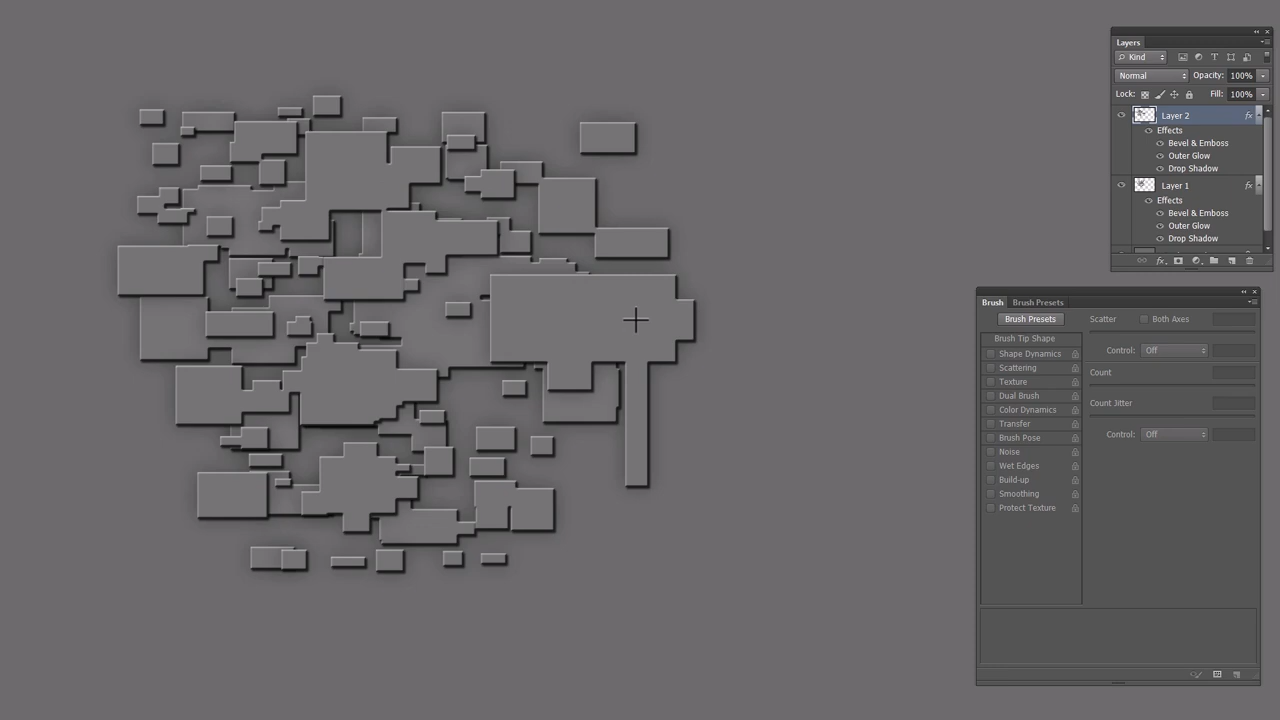 Layers
Kind
Normal Opacity: 100%
Lock: Fill: 100%
Layer 2 fx
Effects
Bevel & Emboss
Outer Glow
Drop Shadow
Layer 1 fx
Effects
Bevel & Emboss
Outer Glow
Drop Shadow
fx
Brush Brush Presets
Brush Presets Scatter Both Axes
Brush Tip Shape
Shape Dynamics Control: Off
Scattering
Texture Count
Dual Brush
Color Dynamics Count Jitter
Transfer
Brush Pose Control: Off
Noise
Wet Edges
Build-up
Smoothing
Protect Texture